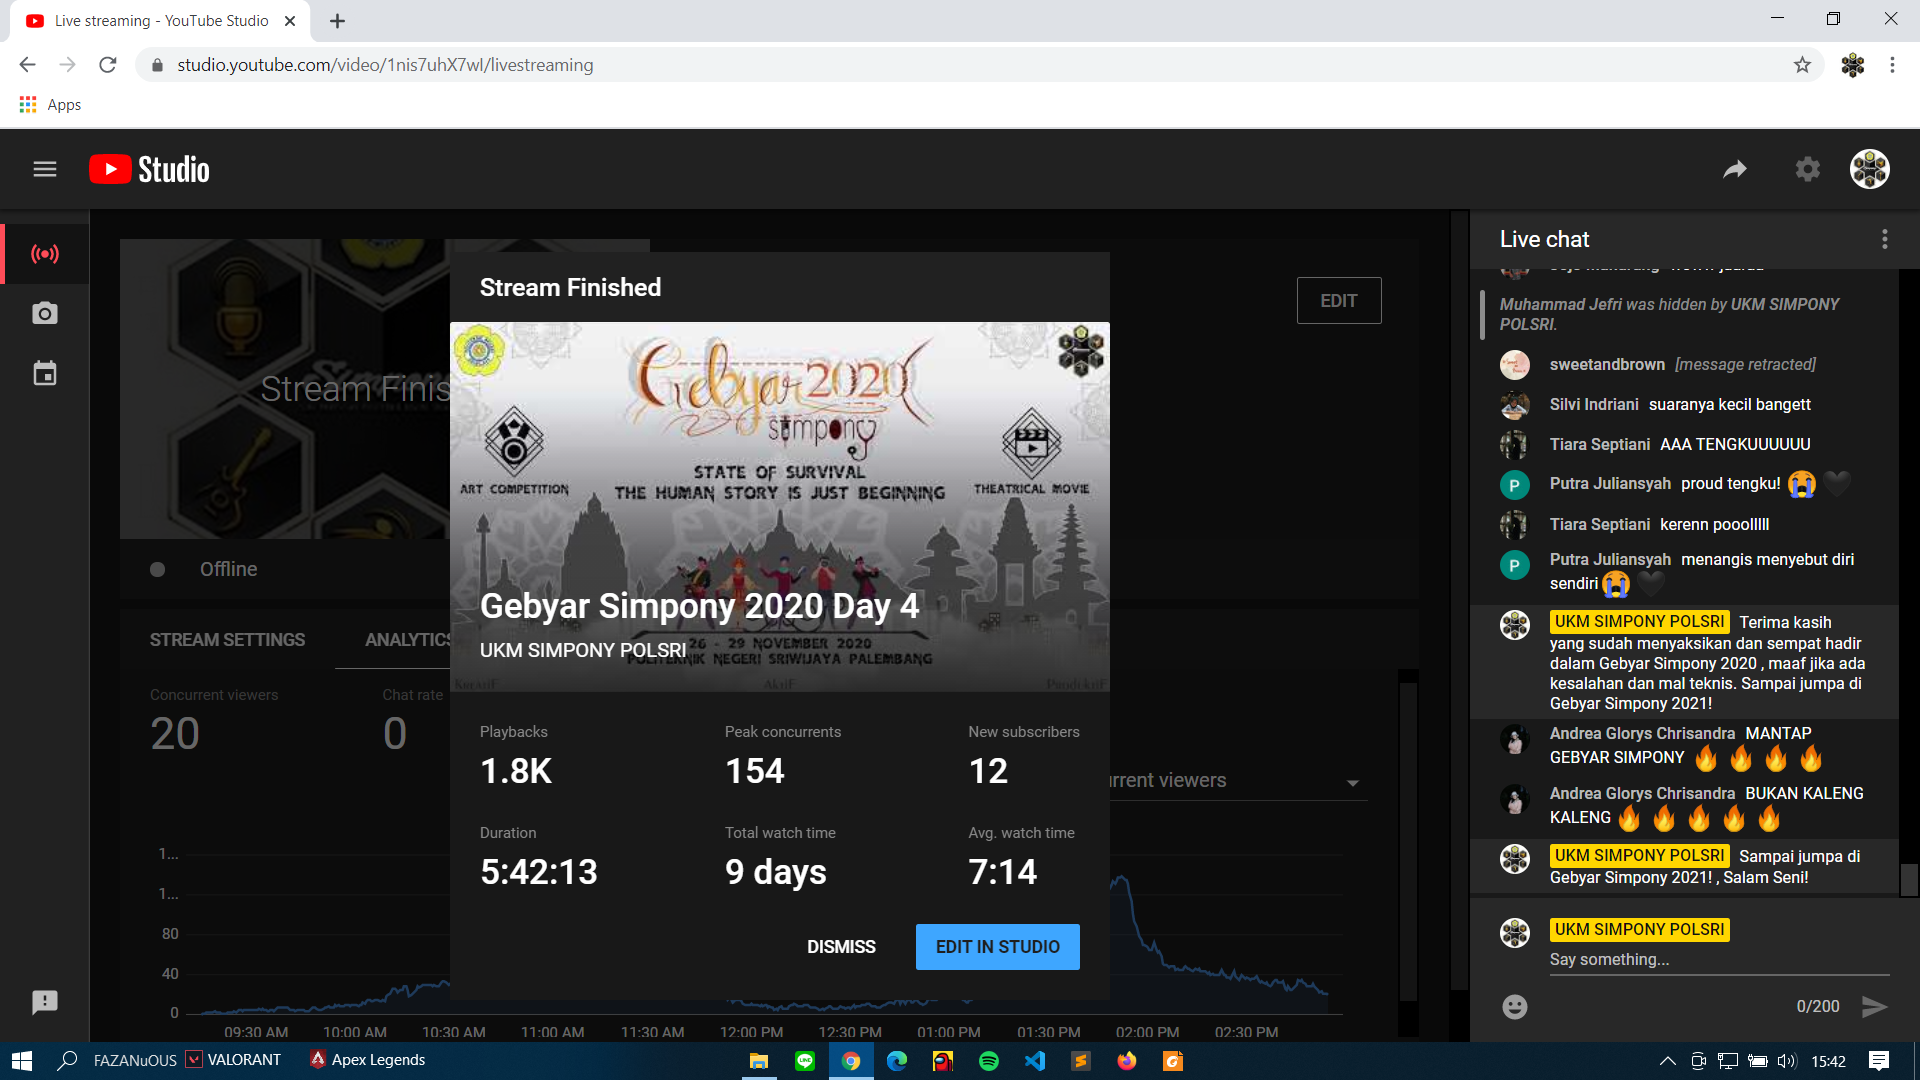 Live streaming - YouTube Studio
studio.youtube.com/video/1nis7uhX7wI/livestreaming
Apps
Studio
Stream Finis
EDIT
Offline
STREAM SETTINGS
ANALYTICS
Concurrent viewers
Chat rate
20
0
rrent viewers
1...
1...
80
40
0
09:30 AM
10:00 AM
10:30 AM
11:00 AM
11:30 AM
12:00 PM
12:30 PM
01:00 PM
01:30 PM
02:00 PM
02:30 PM
Stream Finished
Gebyar 2020
simpony
STATE OF SURVIVAL
THE HUMAN STORY IS JUST BEGINNING
ART COMPETITION
THEATRICAL MOVIE
Gebyar Simpony 2020 Day 4
26 - 29 NOVEMBER 2020
UKM SIMPONY POLSRI
POLITEKNIK NEGERI SRIWIJAYA PALEMBANG
KreatiF
AktiF
ProduktiF
Playbacks
1.8K
Peak concurrents
154
New subscribers
12
Duration
5:42:13
Total watch time
9 days
Avg. watch time
7:14
DISMISS
EDIT IN STUDIO
Live chat
Muhammad Jefri was hidden by UKM SIMPONY
POLSRI.
sweetandbrown [message retracted]
Silvi Indriani suaranya kecil bangett
Tiara Septiani AAA TENGKUUUUUU
P
Putra Juliansyah proud tengku! 😭 🖤
Tiara Septiani kerenn pooolllll
P
Putra Juliansyah menangis menyebut diri
sendiri 😭 🖤
UKM SIMPONY POLSRI Terima kasih
yang sudah menyaksikan dan sempat hadir
dalam Gebyar Simpony 2020 , maaf jika ada
kesalahan dan mal teknis. Sampai jumpa di
Gebyar Simpony 2021!
Andrea Glorys Chrisandra MANTAP
GEBYAR SIMPONY 🔥 🔥 🔥 🔥
Andrea Glorys Chrisandra BUKAN KALENG
KALENG 🔥 🔥 🔥 🔥 🔥
UKM SIMPONY POLSRI Sampai jumpa di
Gebyar Simpony 2021! , Salam Seni!
UKM SIMPONY POLSRI
Say something...
0/200
FAZANuOUS
VALORANT
Apex Legends
15:42